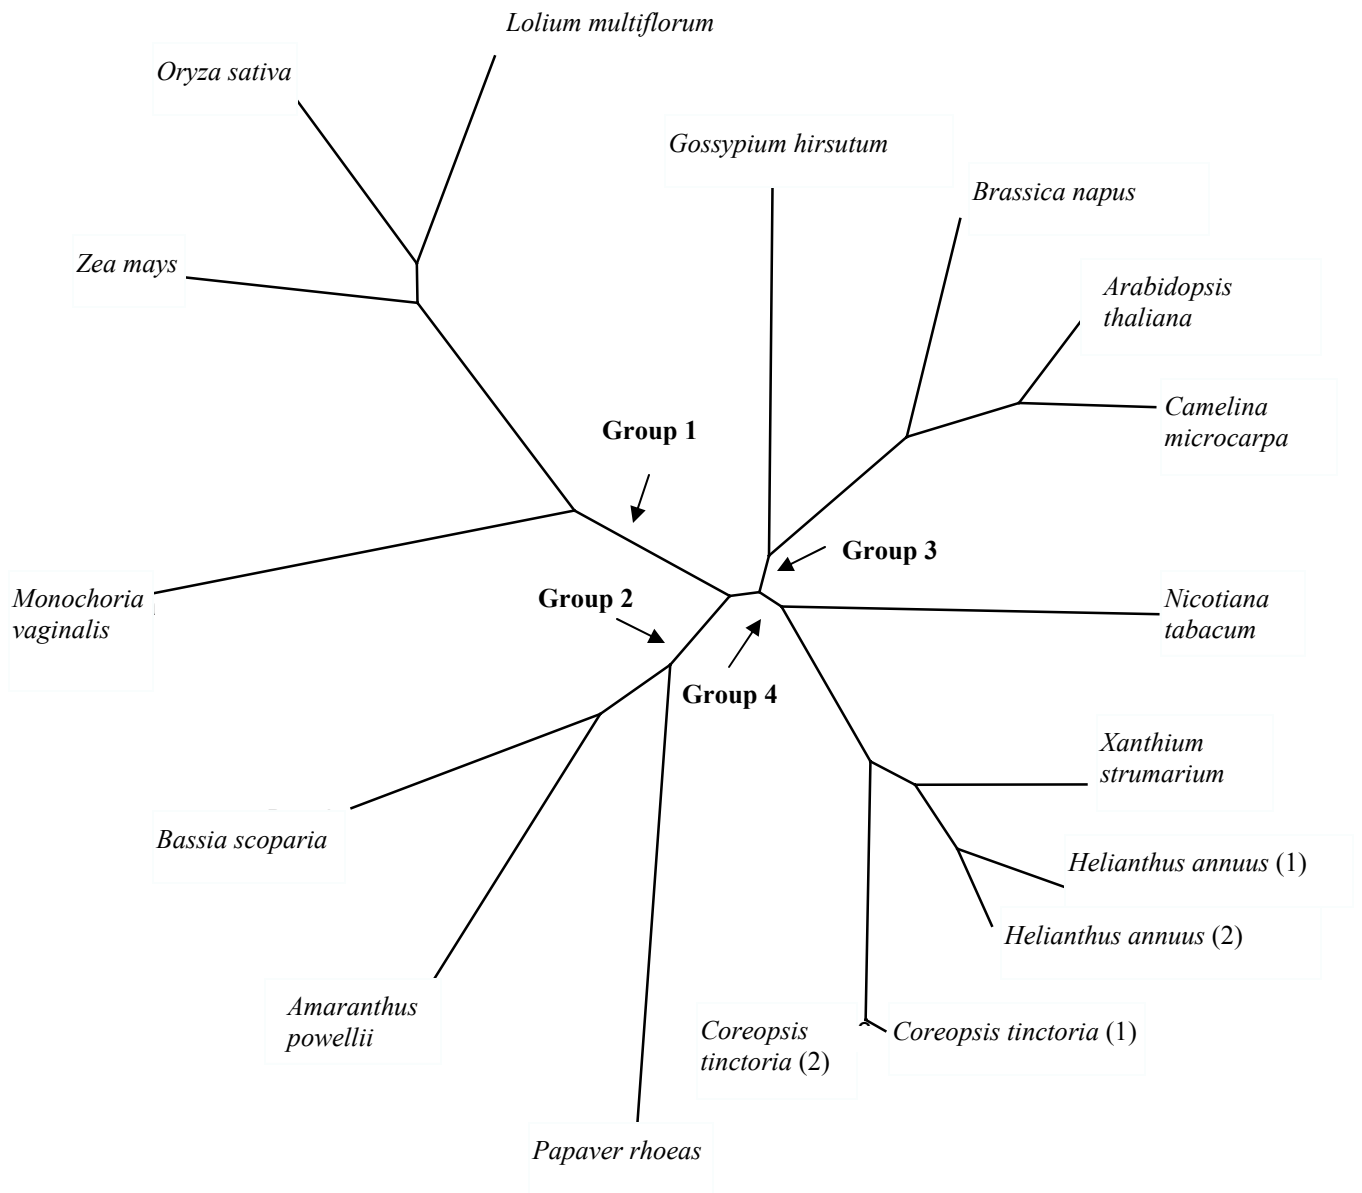 Lolium multiflorum
Oryza sativa
Gossypium hirsutum
Brassica napus
Zea mays
Arabidopsis
thaliana
Camelina
microcarpa
Group 1
Group 3
Monochoria
vaginalis
Group 2
Nicotiana
tabacum
Group 4
Xanthium
strumarium
Bassia scoparia
Helianthus annuus (1)
Helianthus annuus (2)
Amaranthus
powellii
Coreopsis
tinctoria (2)
Coreopsis tinctoria (1)
Papaver rhoeas